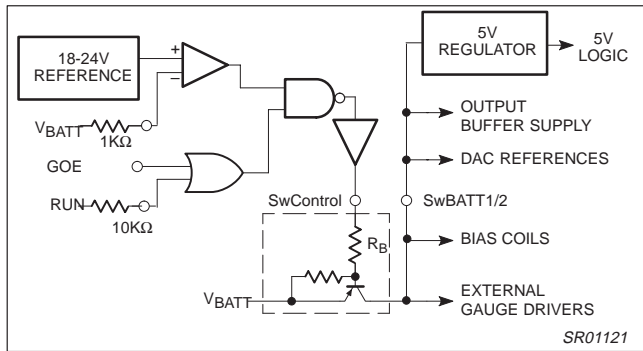 18-24V
REFERENCE
+
−
5V
REGULATOR
5V
LOGIC
VBATT
1KΩ
OUTPUT
BUFFER SUPPLY
GOE
DAC REFERENCES
RUN
10KΩ
SwControl
SwBATT1/2
RB
BIAS COILS
VBATT
EXTERNAL
GAUGE DRIVERS
SR01121